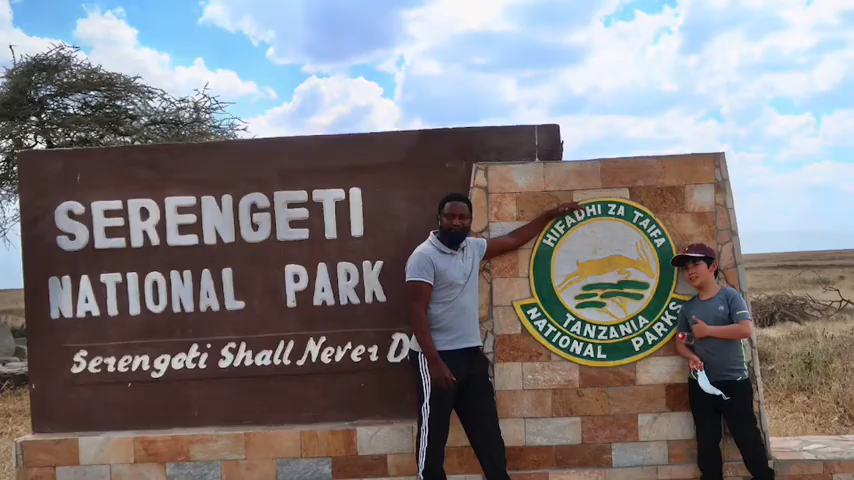 SERENGETI
NATIONAL PARK
Serengeti Shall Never D
HIFADHI ZA TAIFA
TANZANIA
NATIONAL PARKS